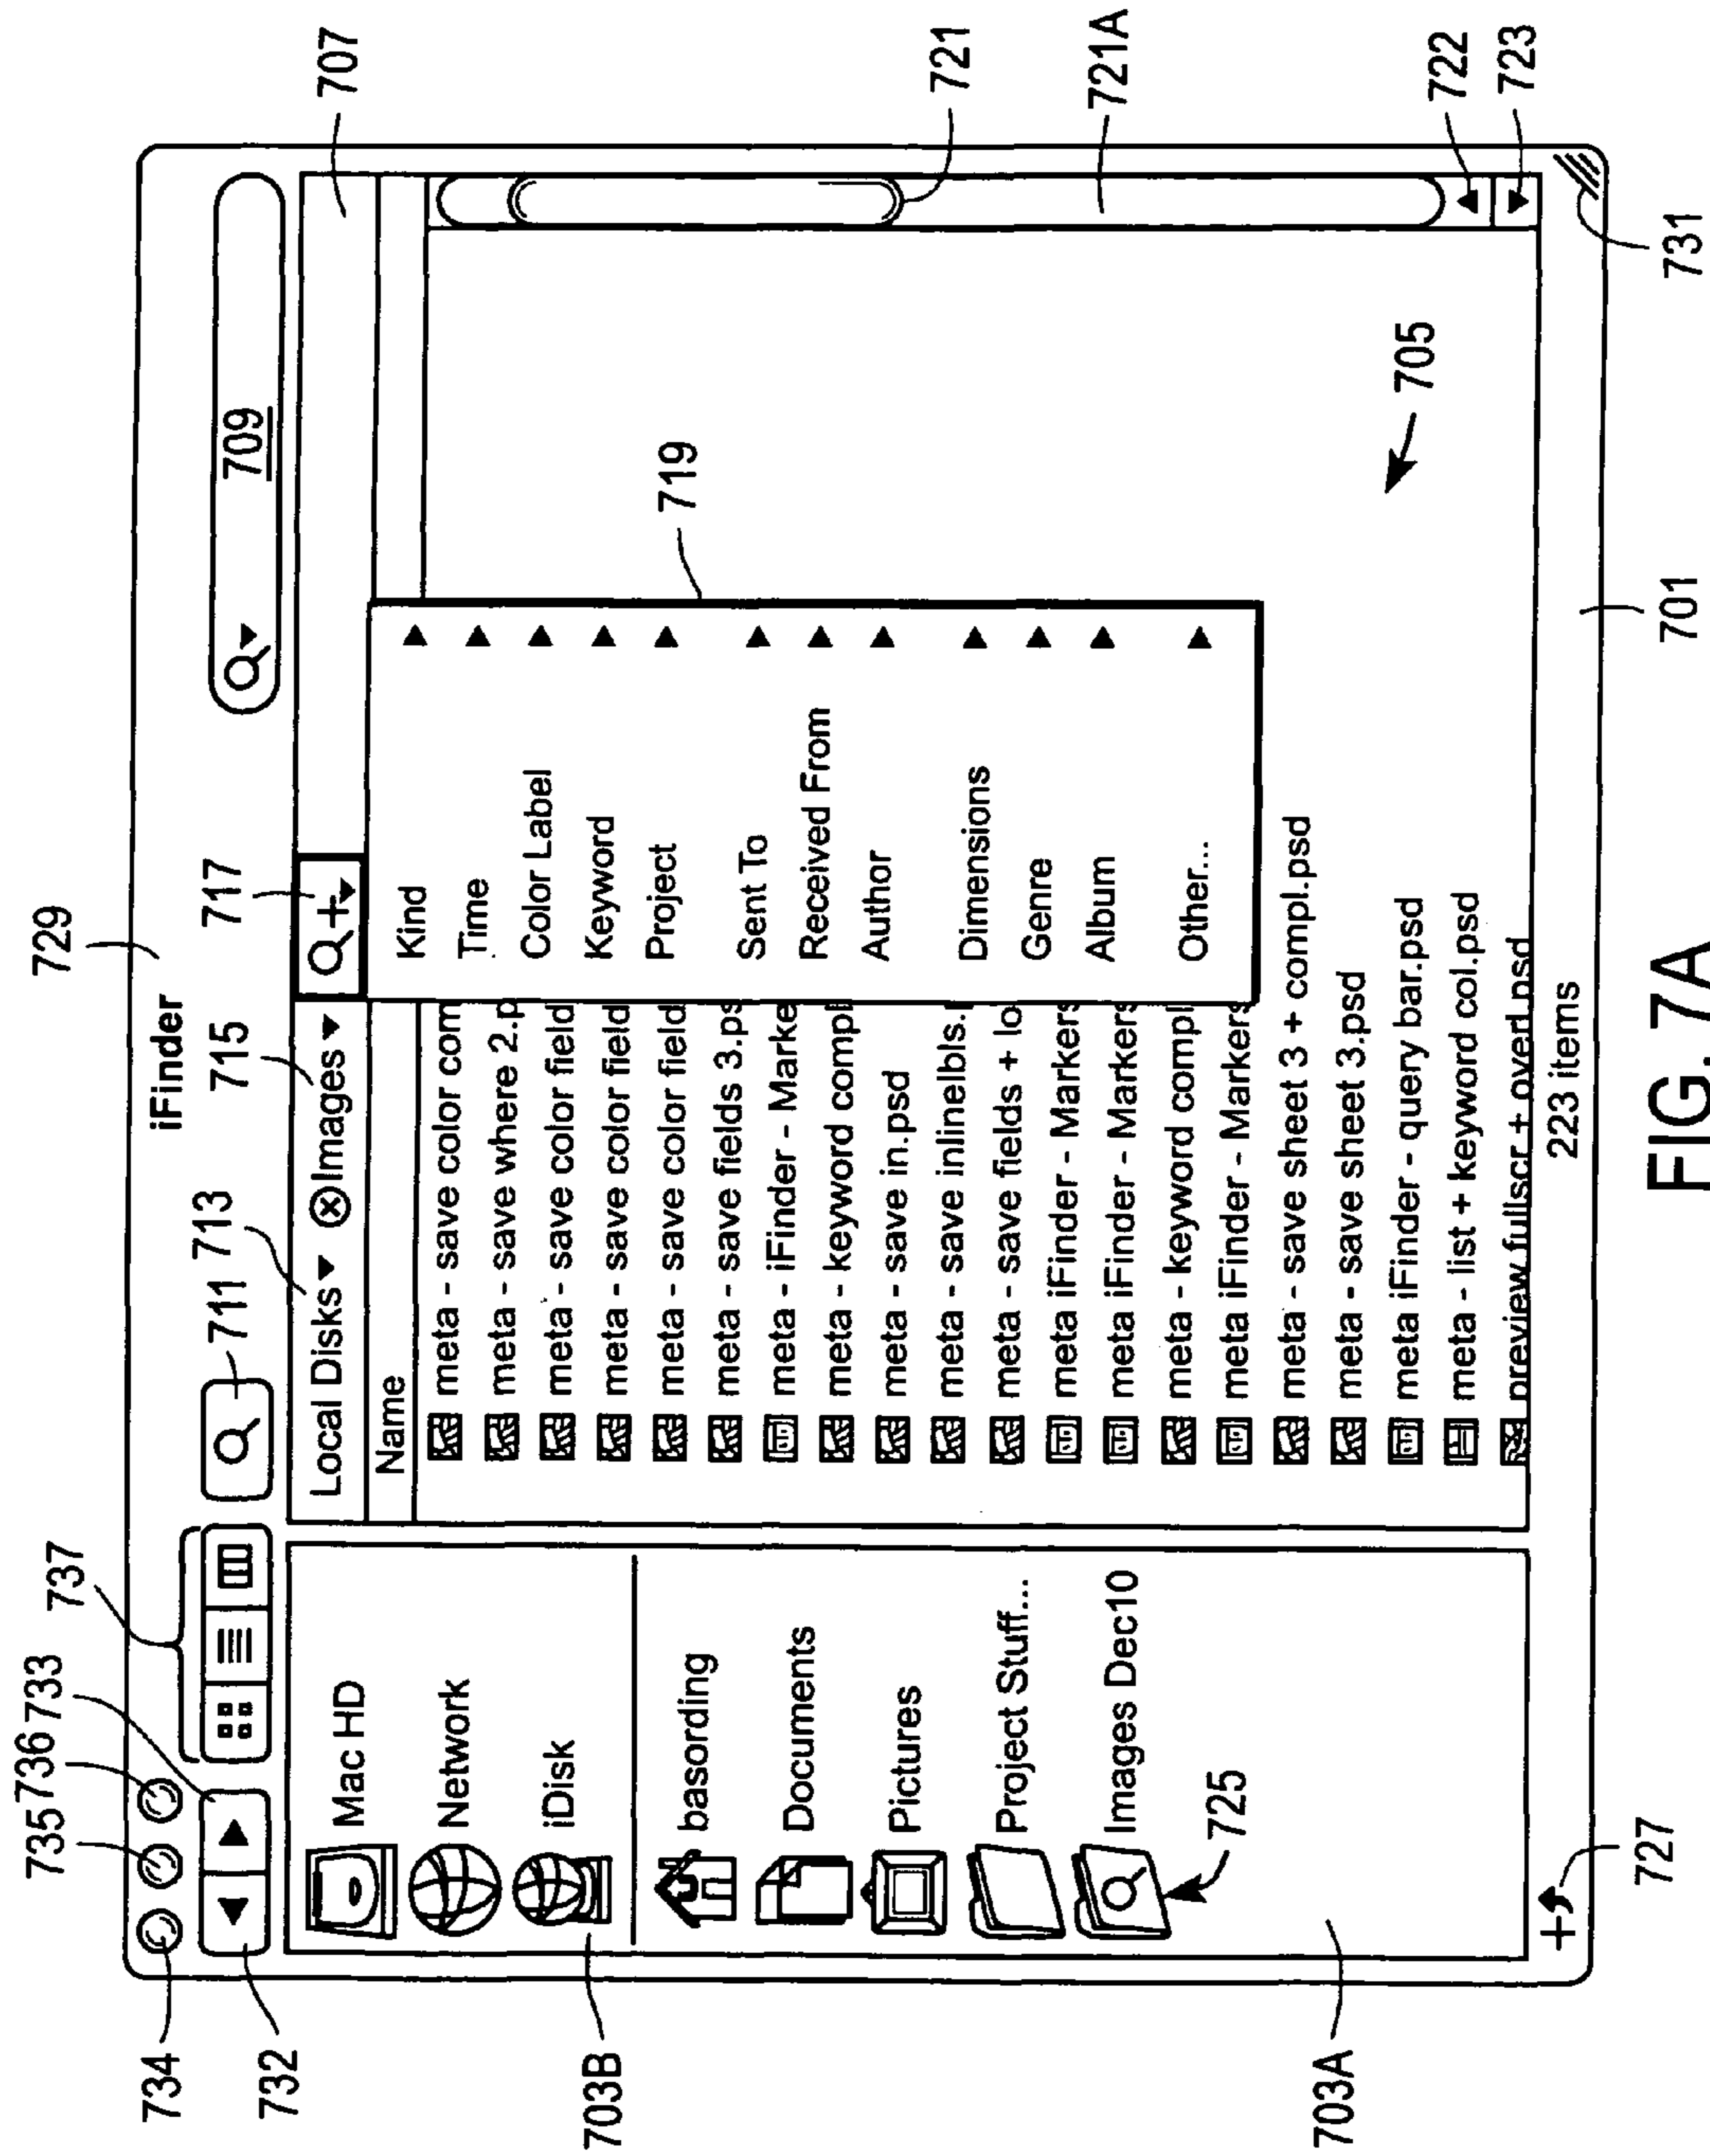 729
737
735 736 733
734
732
iFinder
711 713 715 717
709
707
Local Disks ⓧImages
Name
Mac HD
Network
iDisk
basording
Documents
Pictures
Project Stuff...
Images Dec10
725
703B
703A
727
meta - save color com
meta - save where 2.p
meta - save color field
meta - save color field
meta - save color field
meta - save fields 3.ps
meta - iFinder - Marke
meta - keyword compl
meta - save in.psd
meta - save inlinelbls.
meta - save fields + lo
meta iFinder - Markers
meta iFinder - Markers
meta - keyword compl
meta iFinder - Markers
meta - save sheet 3 + compl.psd
meta - save sheet 3.psd
meta iFinder - query bar.psd
meta - list + keyword col.psd
preview fullscr + overl.psd
Kind
Time
Color Label
Keyword
Project
Sent To
Received From
Author
Dimensions
Genre
Album
Other...
719
705
721
721A
722
723
731
223 items
701
FIG. 7A